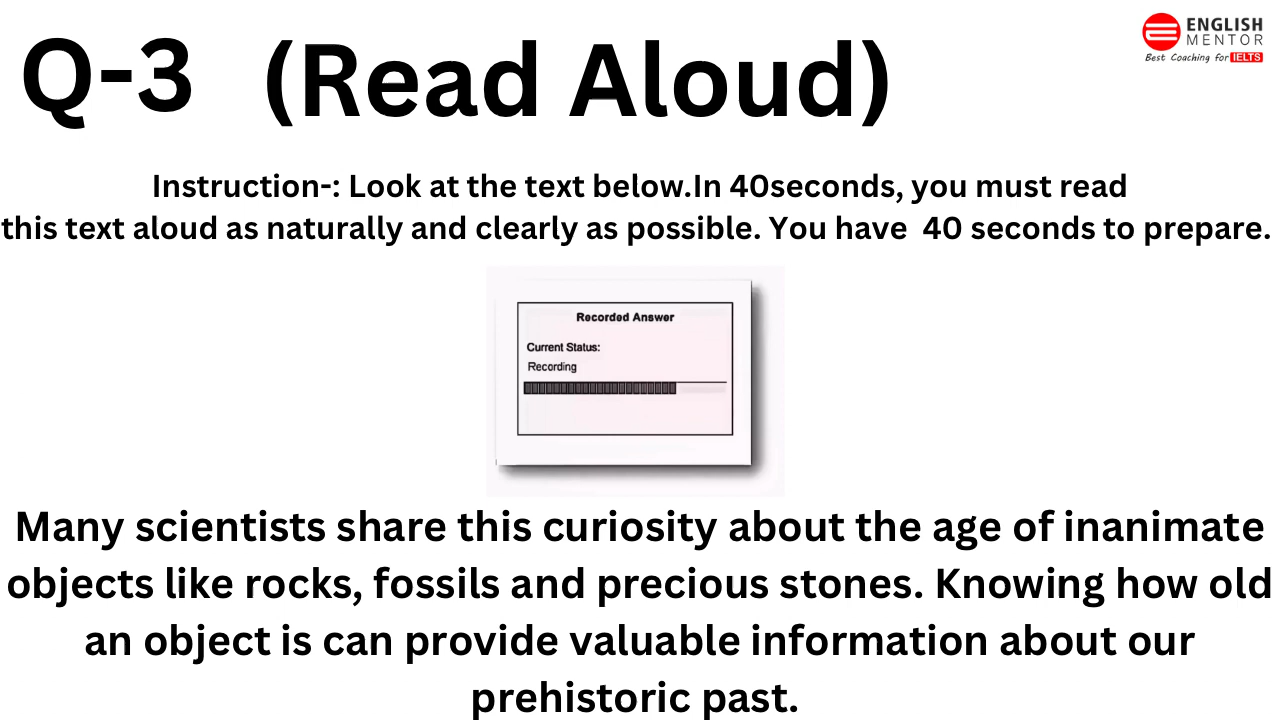 Q-3 (Read Aloud)
ENGLISH
MENTOR
Best Coaching for IELTS
Instruction-: Look at the text below.In 40seconds, you must read
this text aloud as naturally and clearly as possible. You have 40 seconds to prepare.
Recorded Answer
Current Status:
Recording
Many scientists share this curiosity about the age of inanimate
objects like rocks, fossils and precious stones. Knowing how old
an object is can provide valuable information about our
prehistoric past.